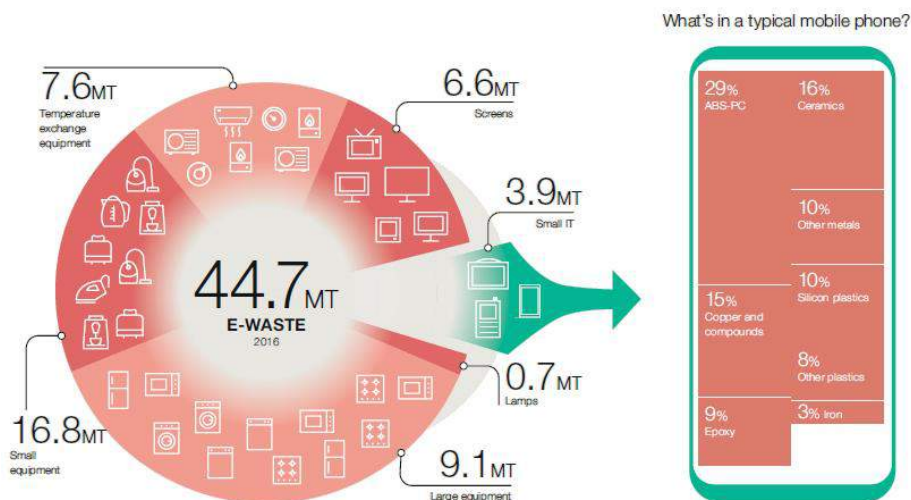 What's in a typical mobile phone?
7.6MT
Temperature
exchange
equipment
6.6MT
Screens
3.9MT
Small IT
44.7MT
E-WASTE
2016
0.7MT
Lamps
16.8MT
Small
equipment
9.1MT
Large equipment
29%
ABS-PC
16%
Ceramics
10%
Other metals
15%
Copper and
compounds
10%
Silicon plastics
8%
Other plastics
9%
Epoxy
3% Iron